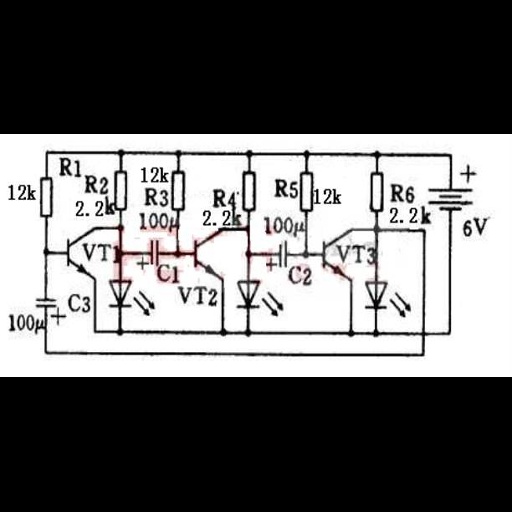 12k
R1
R2
2.2k
12k
R3
100μ
R4
2.2k
R5
12k
100μ
R6
2.2k
+
6V
VT1
+
C1
VT2
+
C2
VT3
C3
100μ
+